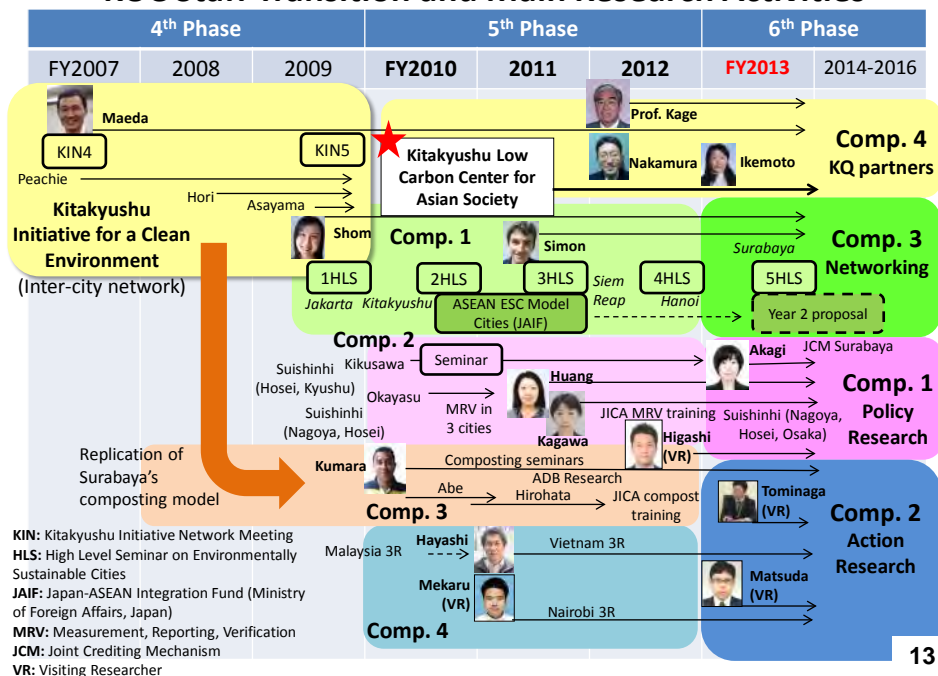 4th Phase
5th Phase
6th Phase
FY2007
2008
2009
FY2010
2011
2012
FY2013
2014-2016
Maeda
KIN4
KIN5
Peachie
Hori
Asayama
Kitakyushu
Initiative for a Clean
Environment
(Inter-city network)
Kitakyushu Low
Carbon Center for
Asian Society
Prof. Kage
Nakamura
Ikemoto
Comp. 4
KQ partners
Shom
Comp. 1
Simon
1HLS
2HLS
3HLS
4HLS
5HLS
Jakarta
Kitakyushu
Siem
Reap
Hanoi
Surabaya
ASEAN ESC Model
Cities (JAIF)
Year 2 proposal
Comp. 3
Networking
Comp. 2
Kikusawa
Seminar
Suishinhi
(Hosei, Kyushu)
Okayasu
Suishinhi
(Nagoya, Hosei)
MRV in
3 cities
Huang
Kagawa
JICA MRV training
Higashi
(VR)
Akagi
JCM Surabaya
Suishinhi (Nagoya,
Hosei, Osaka)
Comp. 1
Policy
Research
Replication of
Surabaya's
composting model
Kumara
Composting seminars
ADB Research
Abe
Hirohata
JICA compost
training
Comp. 3
Tominaga
(VR)
Comp. 2
Action
Research
Malaysia 3R
Hayashi
Vietnam 3R
Mekaru
(VR)
Nairobi 3R
Matsuda
(VR)
Comp. 4
KIN: Kitakyushu Initiative Network Meeting
HLS: High Level Seminar on Environmentally
Sustainable Cities
JAIF: Japan-ASEAN Integration Fund (Ministry
of Foreign Affairs, Japan)
MRV: Measurement, Reporting, Verification
JCM: Joint Crediting Mechanism
VR: Visiting Researcher
13